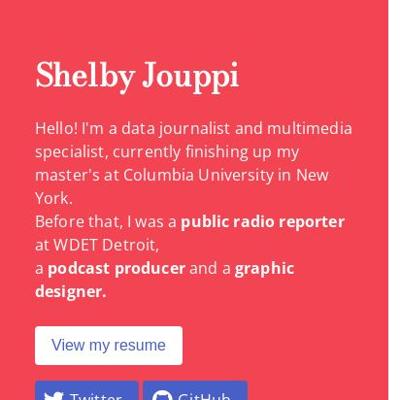 Shelby Jouppi
Hello! I'm a data journalist and multimedia
specialist, currently finishing up my
master's at Columbia University in New
York.
Before that, I was a public radio reporter
at WDET Detroit,
a podcast producer and a graphic
designer.
View my resume
Twitter GitHub